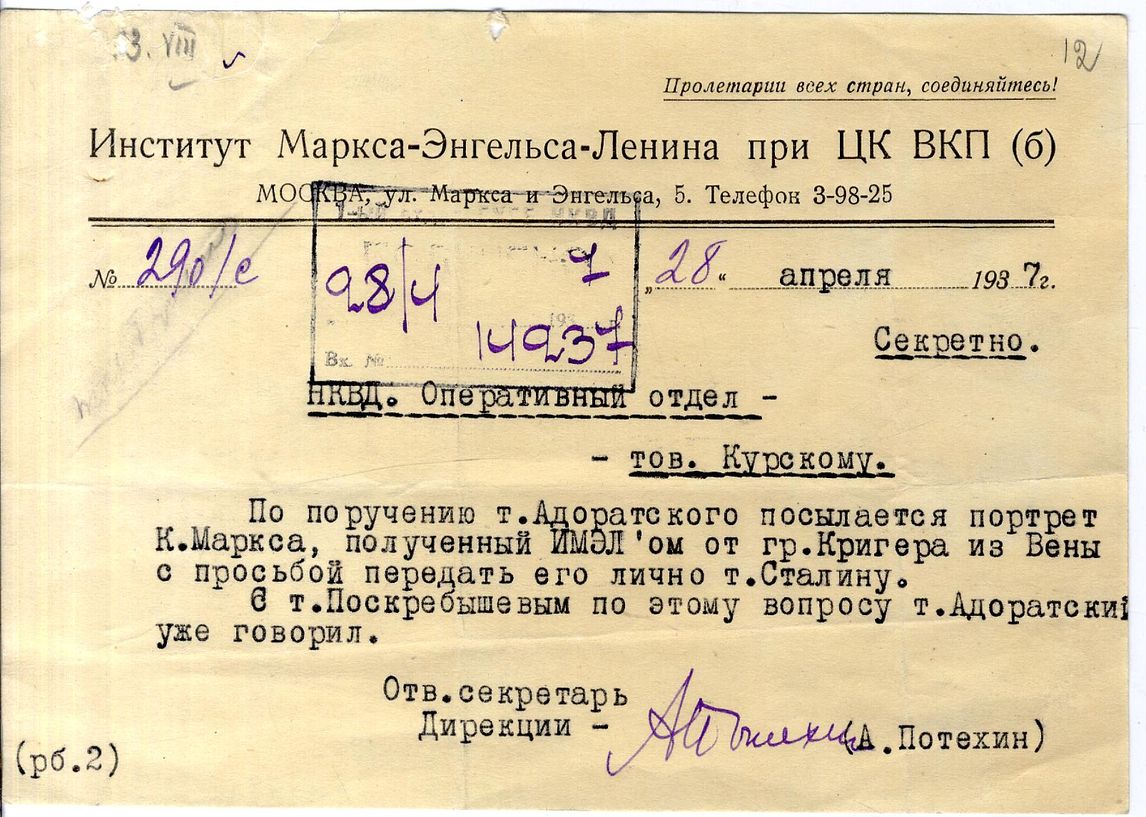 12
Пролетарии всех стран, соединяйтесь!
Институт Маркса-Энгельса-Ленина при ЦК ВКП (б)
МОСКВА, ул. Маркса и Энгельса, 5. Телефон 3-98-25
№ 290/с
28/4 7
Вх. № 14237
„28“ апреля 1937г.
Секретно.
НКВД. Оперативный отдел -
- тов. Курскому.
По поручению т.Адоратского посылается портрет
К.Маркса, полученный ИМЭЛ'ом от гр.Кригера из Вены
с просьбой передать его лично т.Сталину.
С т.Поскребышевым по этому вопросу т.Адоратский
уже говорил.
Отв.секретарь
Дирекции - (А.Потехин)
(рб.2)